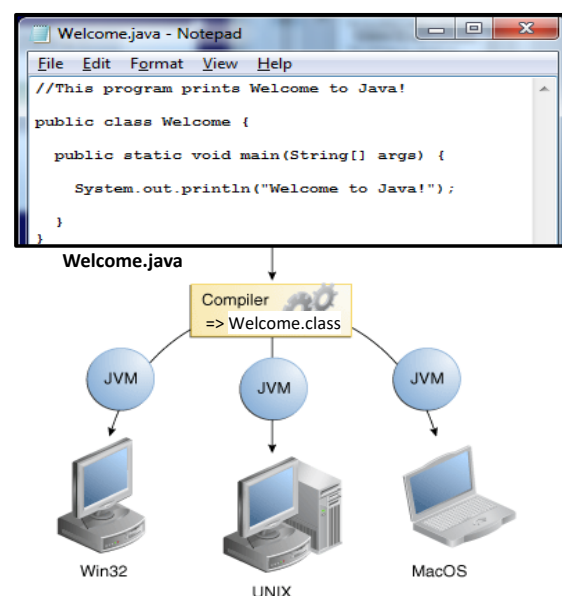 Welcome.java - Notepad
File Edit Format View Help
//This program prints Welcome to Java!
public class Welcome {
public static void main(String[] args) {
System.out.println("Welcome to Java!");
}
}
Welcome.java
Compiler
=> Welcome.class
JVM
JVM
JVM
Win32
UNIX
MacOS